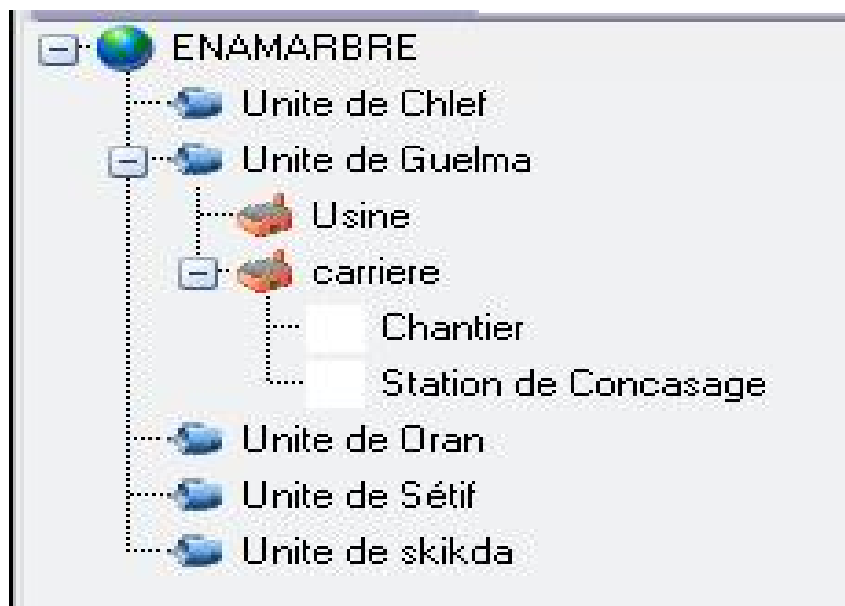 ENAMARBRE
Unite de Chlef
Unite de Guelma
Usine
carriere
Chantier
Station de Concasage
Unite de Oran
Unite de Sétif
Unite de skikda